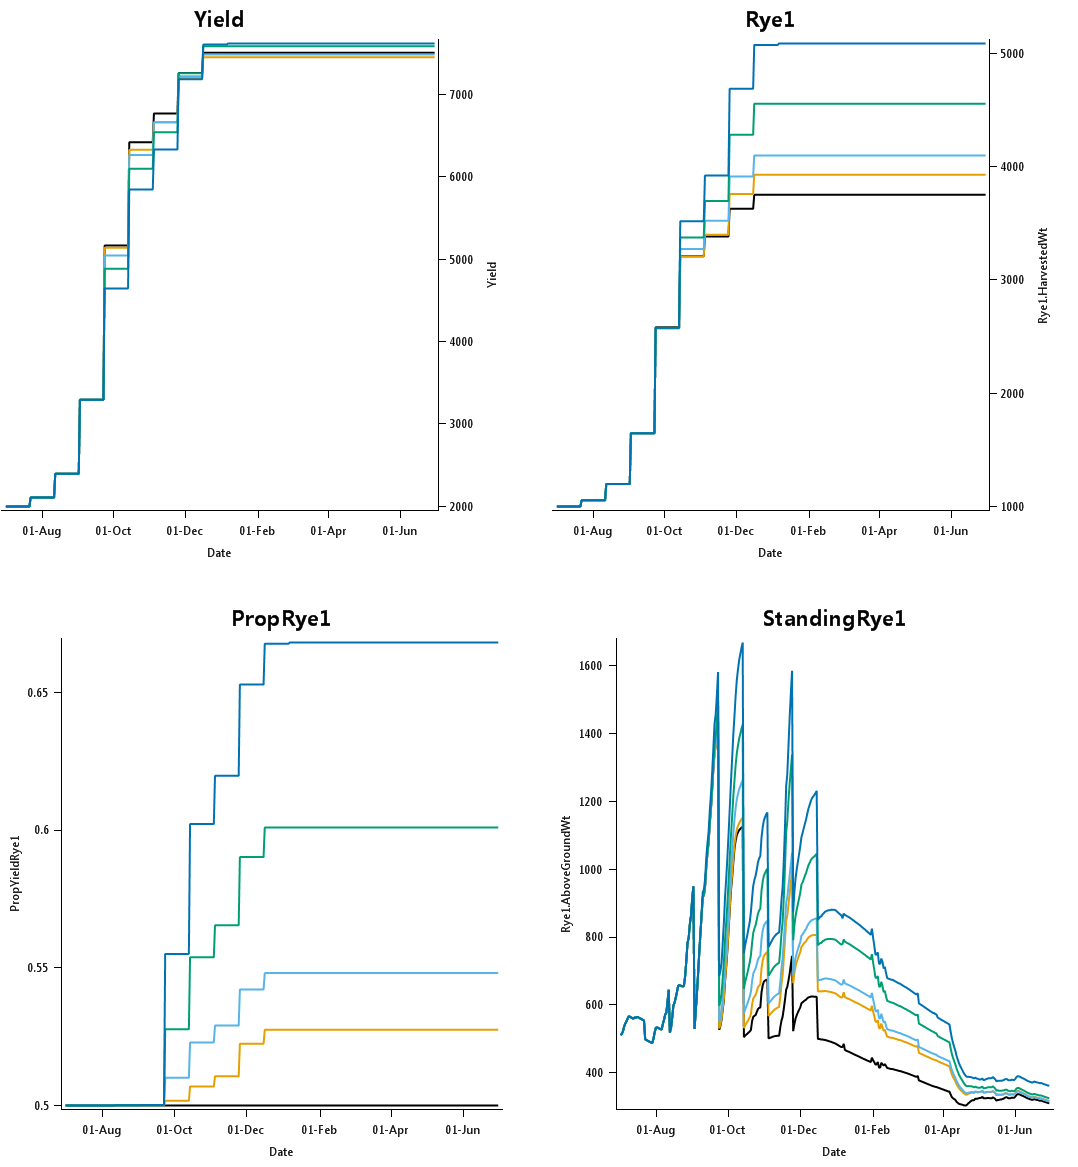 Yield
7000
6000
5000
4000
3000
2000
Yield
01-Aug 01-Oct 01-Dec 01-Feb 01-Apr 01-Jun
Date
Rye1
5000
4000
3000
2000
1000
Rye1.HarvestedWt
01-Aug 01-Oct 01-Dec 01-Feb 01-Apr 01-Jun
Date
PropRye1
0.65
0.6
0.55
0.5
PropYieldRye1
01-Aug 01-Oct 01-Dec 01-Feb 01-Apr 01-Jun
Date
StandingRye1
1600
1400
1200
1000
800
600
400
Rye1.AboveGroundWt
01-Aug 01-Oct 01-Dec 01-Feb 01-Apr 01-Jun
Date